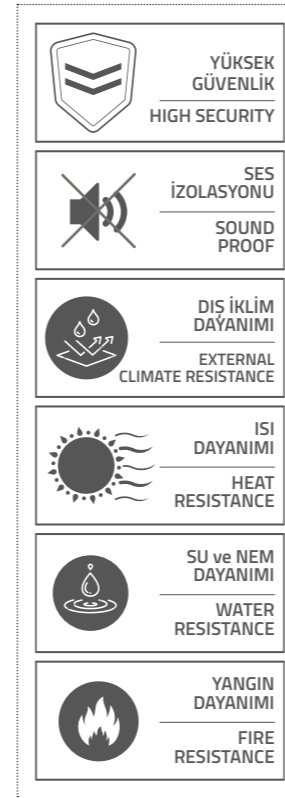 YÜKSEK
GÜVENLİK
HIGH SECURITY
SES
İZOLASYONU
SOUND
PROOF
DIŞ İKLİM
DAYANIMI
EXTERNAL
CLIMATE RESISTANCE
ISI
DAYANIMI
HEAT
RESISTANCE
SU ve NEM
DAYANIMI
WATER
RESISTANCE
YANGIN
DAYANIMI
FIRE
RESISTANCE